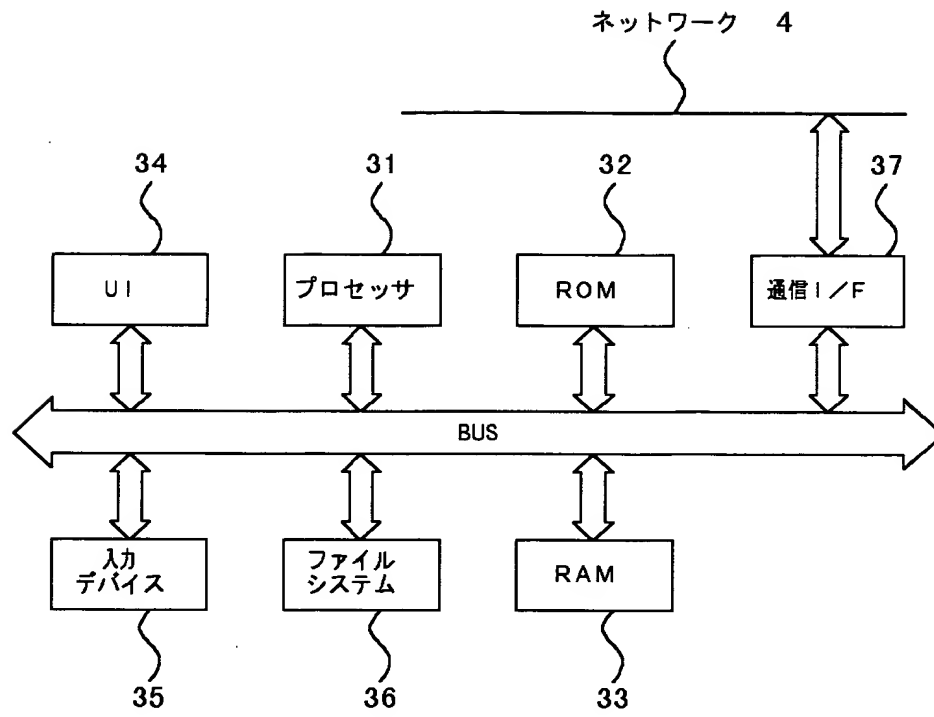 ネットワーク 4
34 31 32 37
UI プロセッサ ROM 通信I/F
BUS
入力
デバイス
ファイル
システム
RAM
35 36 33